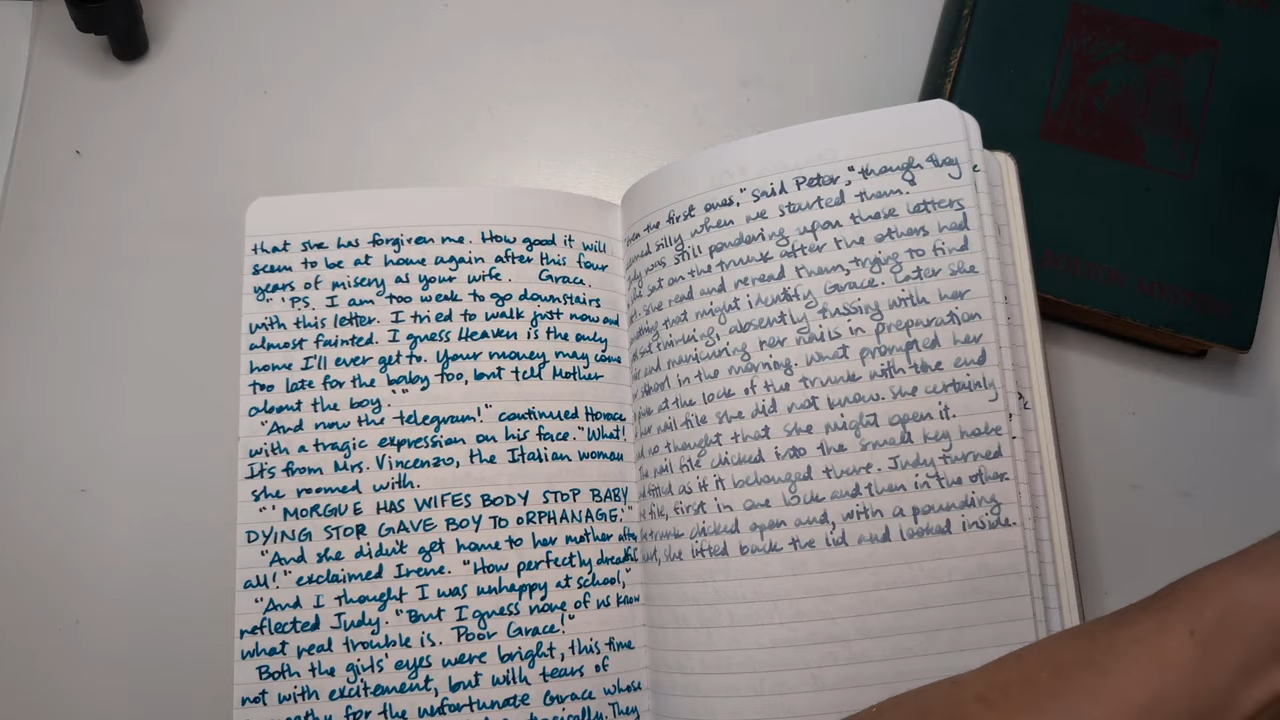 that she has forgiven me. How good it will
seem to be at home again after this four
years of misery as your wife. Grace.
"'PS. I am too weak to go downstairs
with this letter. I tried to walk just now and
almost fainted. I guess Heaven is the only
home I'll ever get to. Your money may come
too late for the baby too, but tell Mother
about the boy.'"
"And now the telegram!" continued Horace
with a tragic expression on his face. "What!
It's from Mrs. Vincenzo, the Italian woman
she roomed with.
"'MORGUE HAS WIFES BODY STOP BABY
DYING STOP GAVE BOY TO ORPHANAGE.'"
"And she didn't get home to her mother after
all!" exclaimed Irene. "How perfectly dreadful
"And I thought I was unhappy at school,"
reflected Judy. "But I guess none of us know
what real trouble is. Poor Grace!"
Both the girls' eyes were bright, this time
not with excitement, but with tears of
for the unfortunate Grace whose
They
the first ones," said Peter, "though they
silly when we started them."
was still pondering upon those letters
sat on the trunk after the others had
She read and reread them, trying to find
that might identify Grace. Later she
sat thinking, absently fussing with her
and manicuring her nails in preparation
school in the morning. What prompted her
at the lock of the trunk with the end
her nail file she did not know. She certainly
no thought that she might open it.
The nail file clicked into the small key hole
fitted as if it belonged there. Judy turned
file, first in one lock and then in the other.
trunk clicked open and, with a pounding
she lifted back the lid and looked inside.
BOLTON MYSTERY